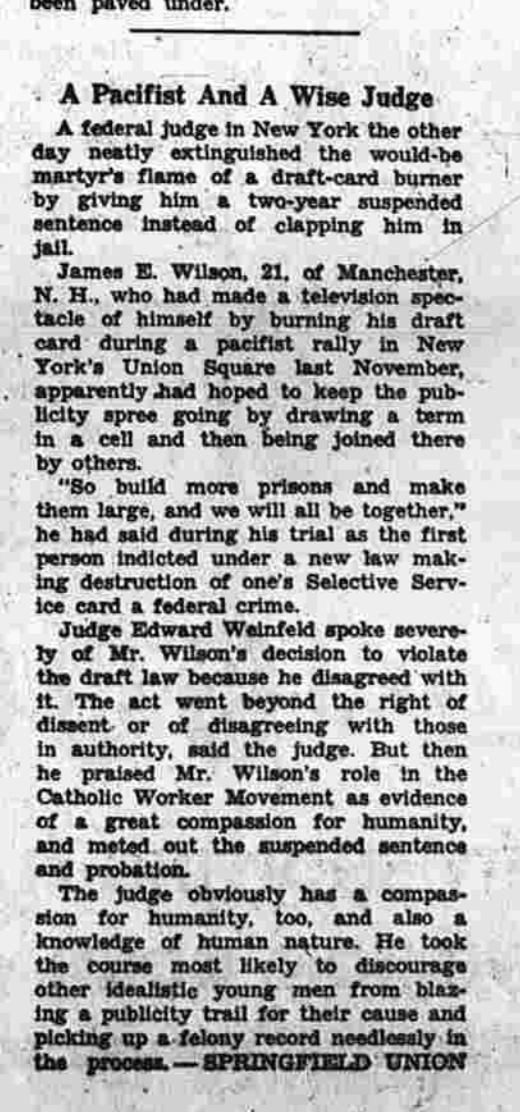 been paved under.
A Pacifist And A Wise Judge
A federal judge in New York the other
day neatly extinguished the would-be
martyr's flame of a draft-card burner
by giving him a two-year suspended
sentence instead of clapping him in
jail.
James E. Wilson, 21, of Manchester,
N. H., who had made a television spec-
tacle of himself by burning his draft
card during a pacifist rally in New
York's Union Square last November,
apparently had hoped to keep the pub-
licity spree going by drawing a term
in a cell and then being joined there
by others.
"So build more prisons and make
them large, and we will all be together,"
he had said during his trial as the first
person indicted under a new law mak-
ing destruction of one's Selective Serv-
ice card a federal crime.
Judge Edward Weinfeld spoke severe-
ly of Mr. Wilson's decision to violate
the draft law because he disagreed with
it. The act went beyond the right of
dissent or of disagreeing with those
in authority, said the judge. But then
he praised Mr. Wilson's role in the
Catholic Worker Movement as evidence
of a great compassion for humanity,
and meted out the suspended sentence
and probation.
The judge obviously has a compas-
sion for humanity, too, and also a
knowledge of human nature. He took
the course most likely to discourage
other idealistic young men from blaz-
ing a publicity trail for their cause and
picking up a felony record needlessly in
the process.—SPRINGFIELD UNION